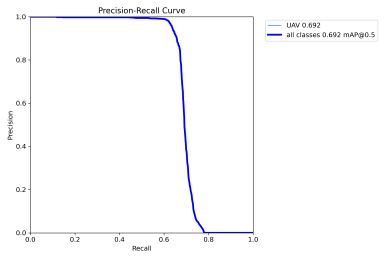 Precision-Recall Curve
UAV 0.692
all classes 0.692 mAP@0.5
1.0
0.8
0.6
0.4
0.2
0.0
Precision
0.0 0.2 0.4 0.6 0.8 1.0
Recall